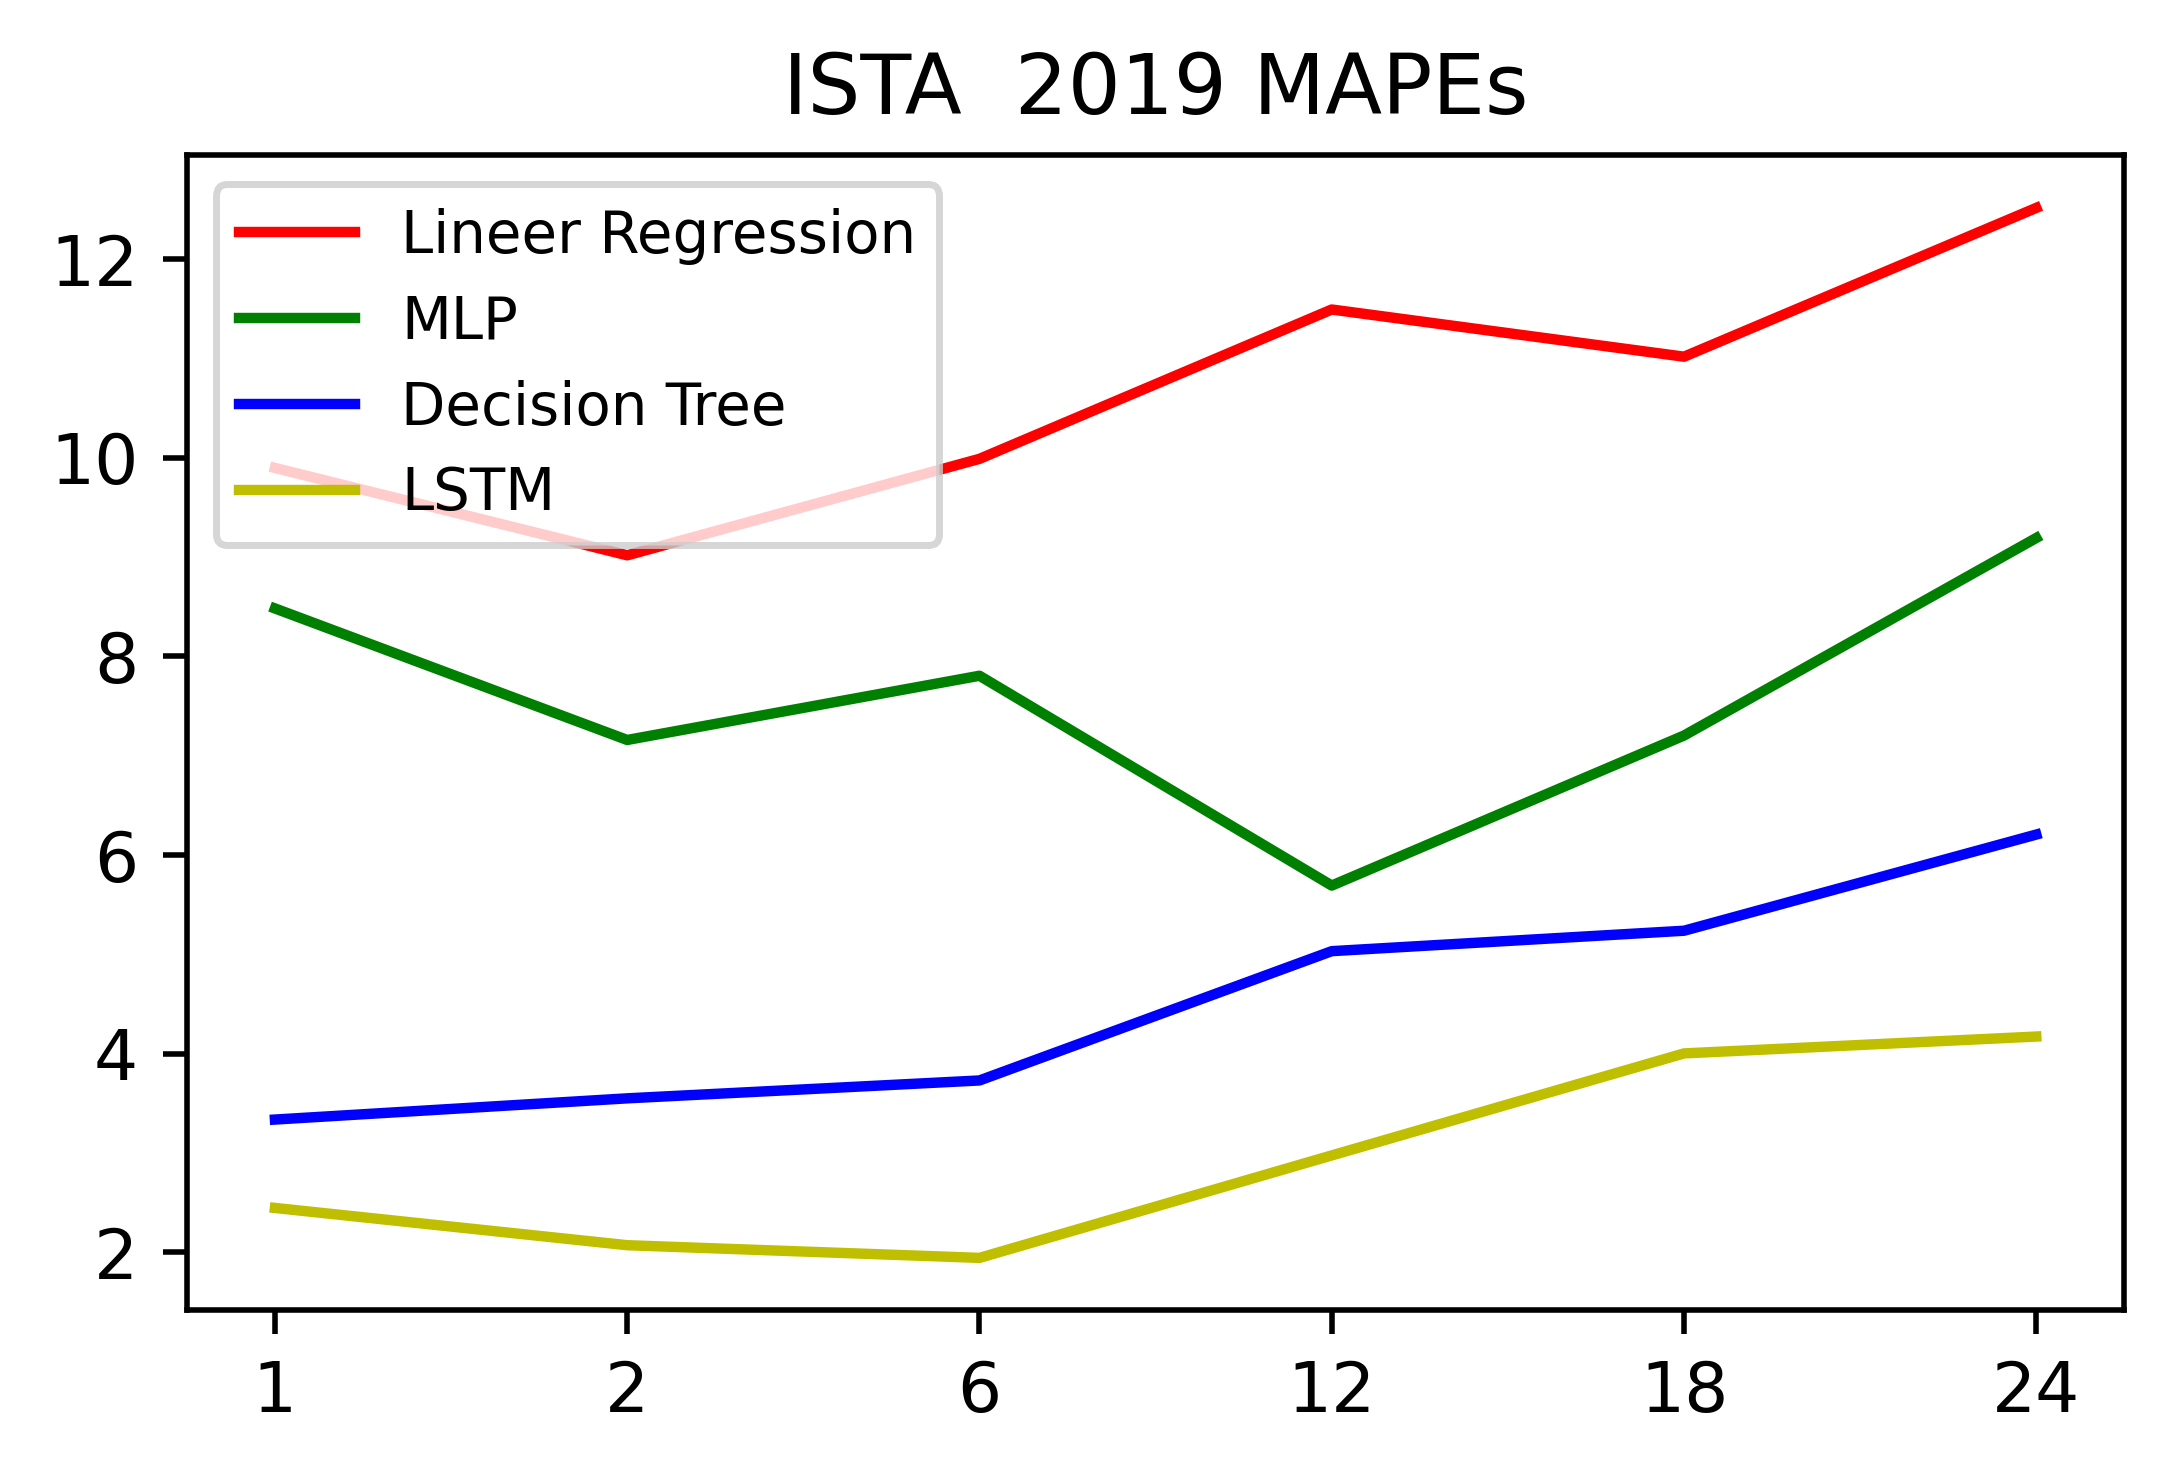 ISTA  2019 MAPEs
Lineer Regression
MLP
Decision Tree
LSTM
12
10
8
6
4
2
1 2 6 12 18 24